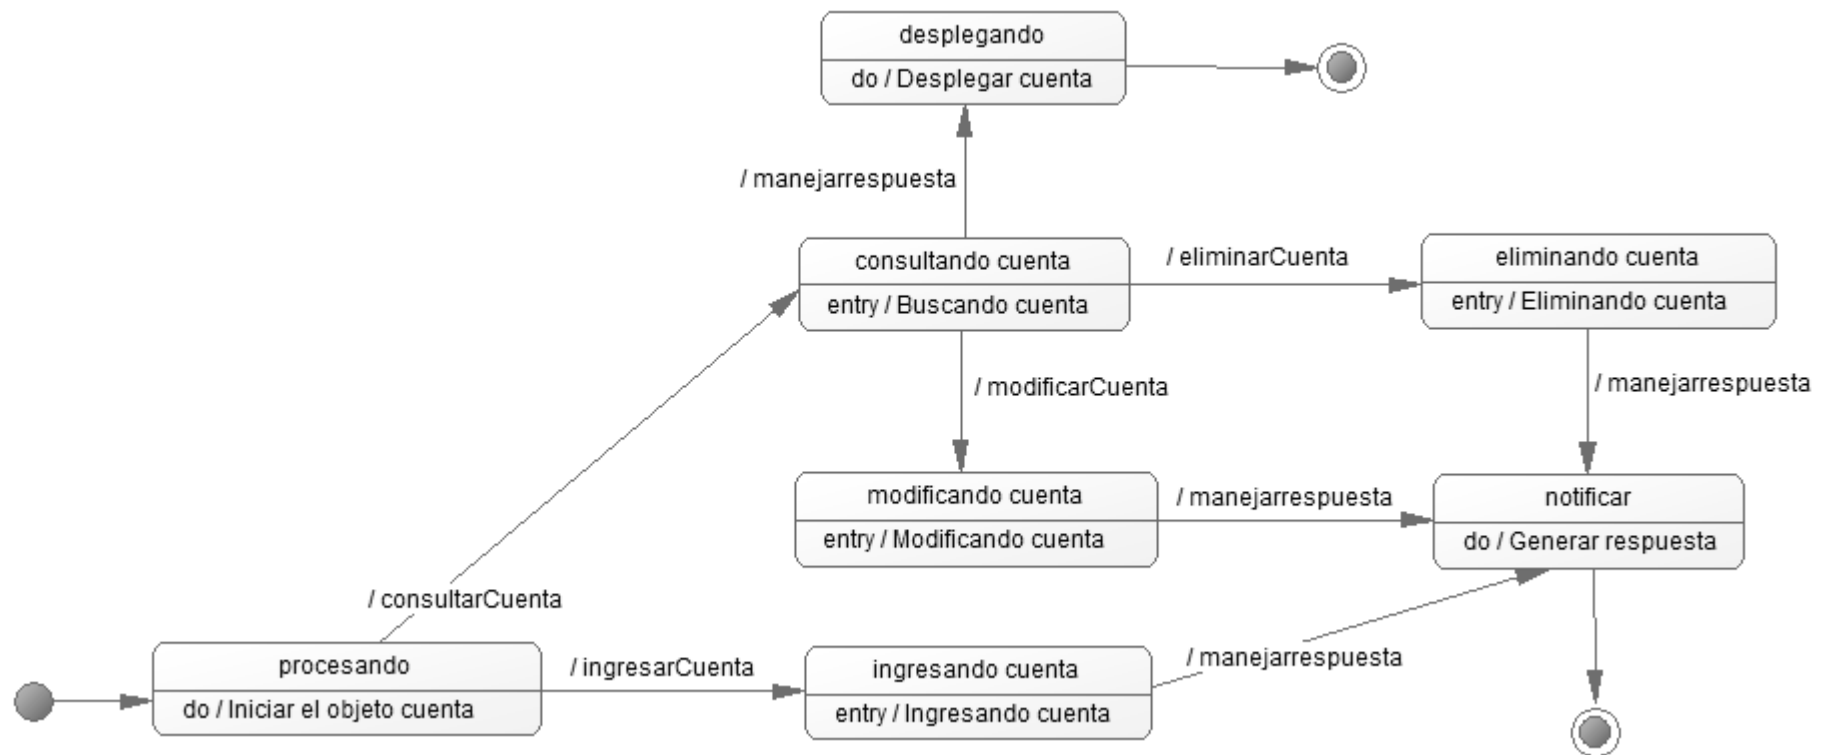 desplegando
do / Desplegar cuenta
/ manejarrespuesta
consultando cuenta
entry / Buscando cuenta
/ eliminarCuenta
eliminando cuenta
entry / Eliminando cuenta
/ modificarCuenta
/ manejarrespuesta
modificando cuenta
entry / Modificando cuenta
/ manejarrespuesta
notificar
do / Generar respuesta
/ consultarCuenta
procesando
do / Iniciar el objeto cuenta
/ ingresarCuenta
ingresando cuenta
entry / Ingresando cuenta
/ manejarrespuesta